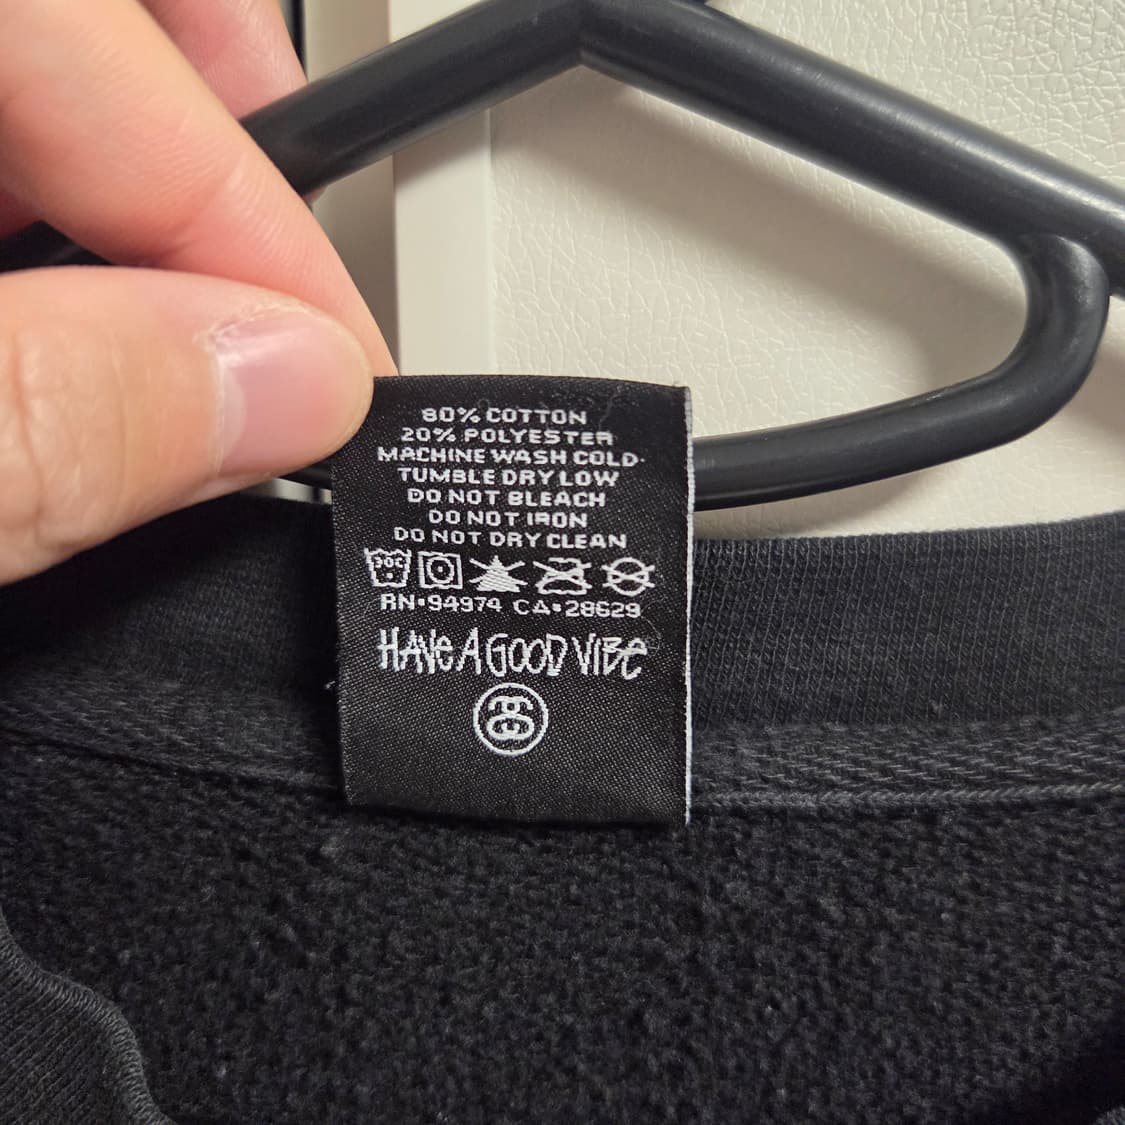 80% COTTON
20% POLYESTER
MACHINE WASH COLD
TUMBLE DRY LOW
DO NOT BLEACH
DO NOT IRON
DO NOT DRY CLEAN
30C
RN•94974 CA•28629
HAVE A GOOD VIBE